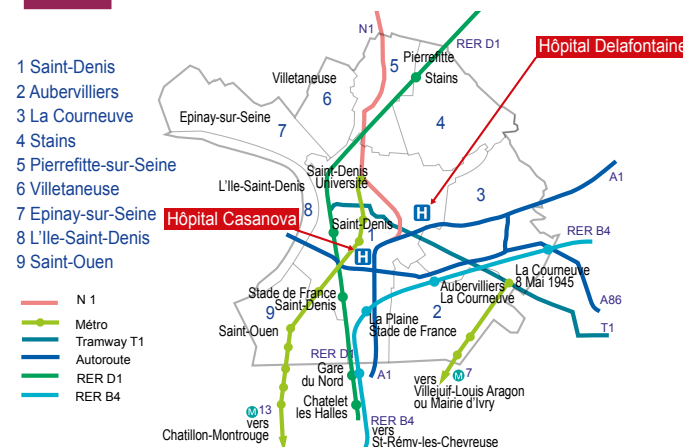 1 Saint-Denis
2 Aubervilliers
3 La Courneuve
4 Stains
5 Pierrefitte-sur-Seine
6 Villetaneuse
7 Epinay-sur-Seine
8 L'Ile-Saint-Denis
9 Saint-Ouen
N 1
Métro
Tramway T1
Autoroute
RER D1
RER B4
N1
RER D1
Hôpital Delafontaine
Pierrefitte
Stains
5
Villetaneuse
6
Epinay-sur-Seine
7
4
Saint-Denis
Université
L'Ile-Saint-Denis
8
3
A1
H
Hôpital Casanova
Saint-Denis
1
H
RER B4
La Courneuve
8 Mai 1945
Aubervilliers
La Courneuve
Stade de France
Saint-Denis
A86
9
2
La Plaine
Stade de France
Saint-Ouen
T1
RER D1
Gare
du Nord
A1
M 7
vers
Villejuif-Louis Aragon
ou Mairie d'Ivry
Chatelet
les Halles
M 13
vers
Chatillon-Montrouge
RER B4
vers
St-Rémy-les-Chevreuse